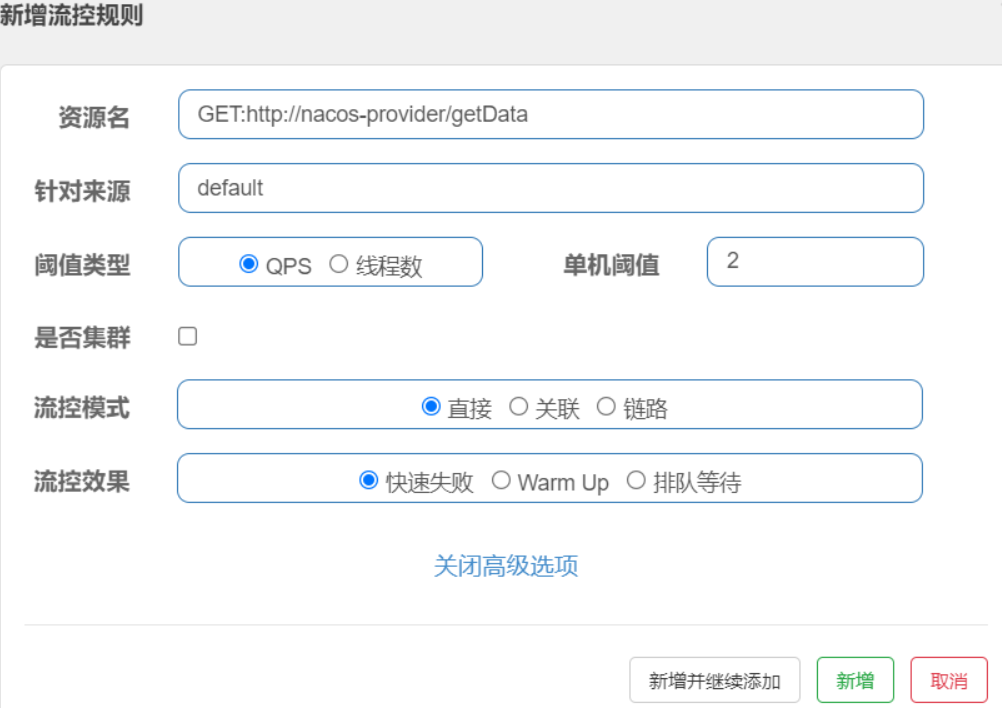 新增流控规则
资源名 GET:http://nacos-provider/getData
针对来源 default
阈值类型 QPS 线程数 单机阈值 2
是否集群
流控模式 直接 关联 链路
流控效果 快速失败 Warm Up 排队等待
关闭高级选项
新增并继续添加 新增 取消